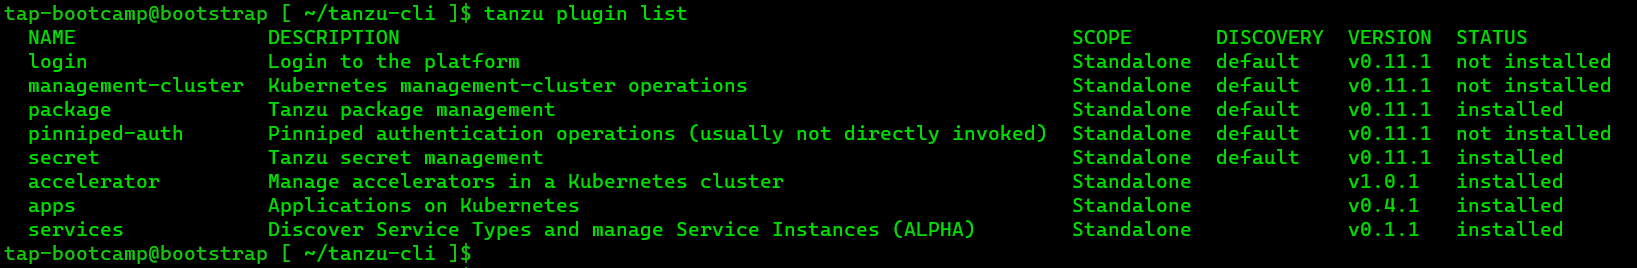 tap-bootcamp@bootstrap [ ~/tanzu-cli ]$ tanzu plugin list
NAME DESCRIPTION SCOPE DISCOVERY VERSION STATUS
login Login to the platform Standalone default v0.11.1 not installed
management-cluster Kubernetes management-cluster operations Standalone default v0.11.1 not installed
package Tanzu package management Standalone default v0.11.1 installed
pinniped-auth Pinniped authentication operations (usually not directly invoked) Standalone default v0.11.1 not installed
secret Tanzu secret management Standalone default v0.11.1 installed
accelerator Manage accelerators in a Kubernetes cluster Standalone v1.0.1 installed
apps Applications on Kubernetes Standalone v0.4.1 installed
services Discover Service Types and manage Service Instances (ALPHA) Standalone v0.1.1 installed
tap-bootcamp@bootstrap [ ~/tanzu-cli ]$